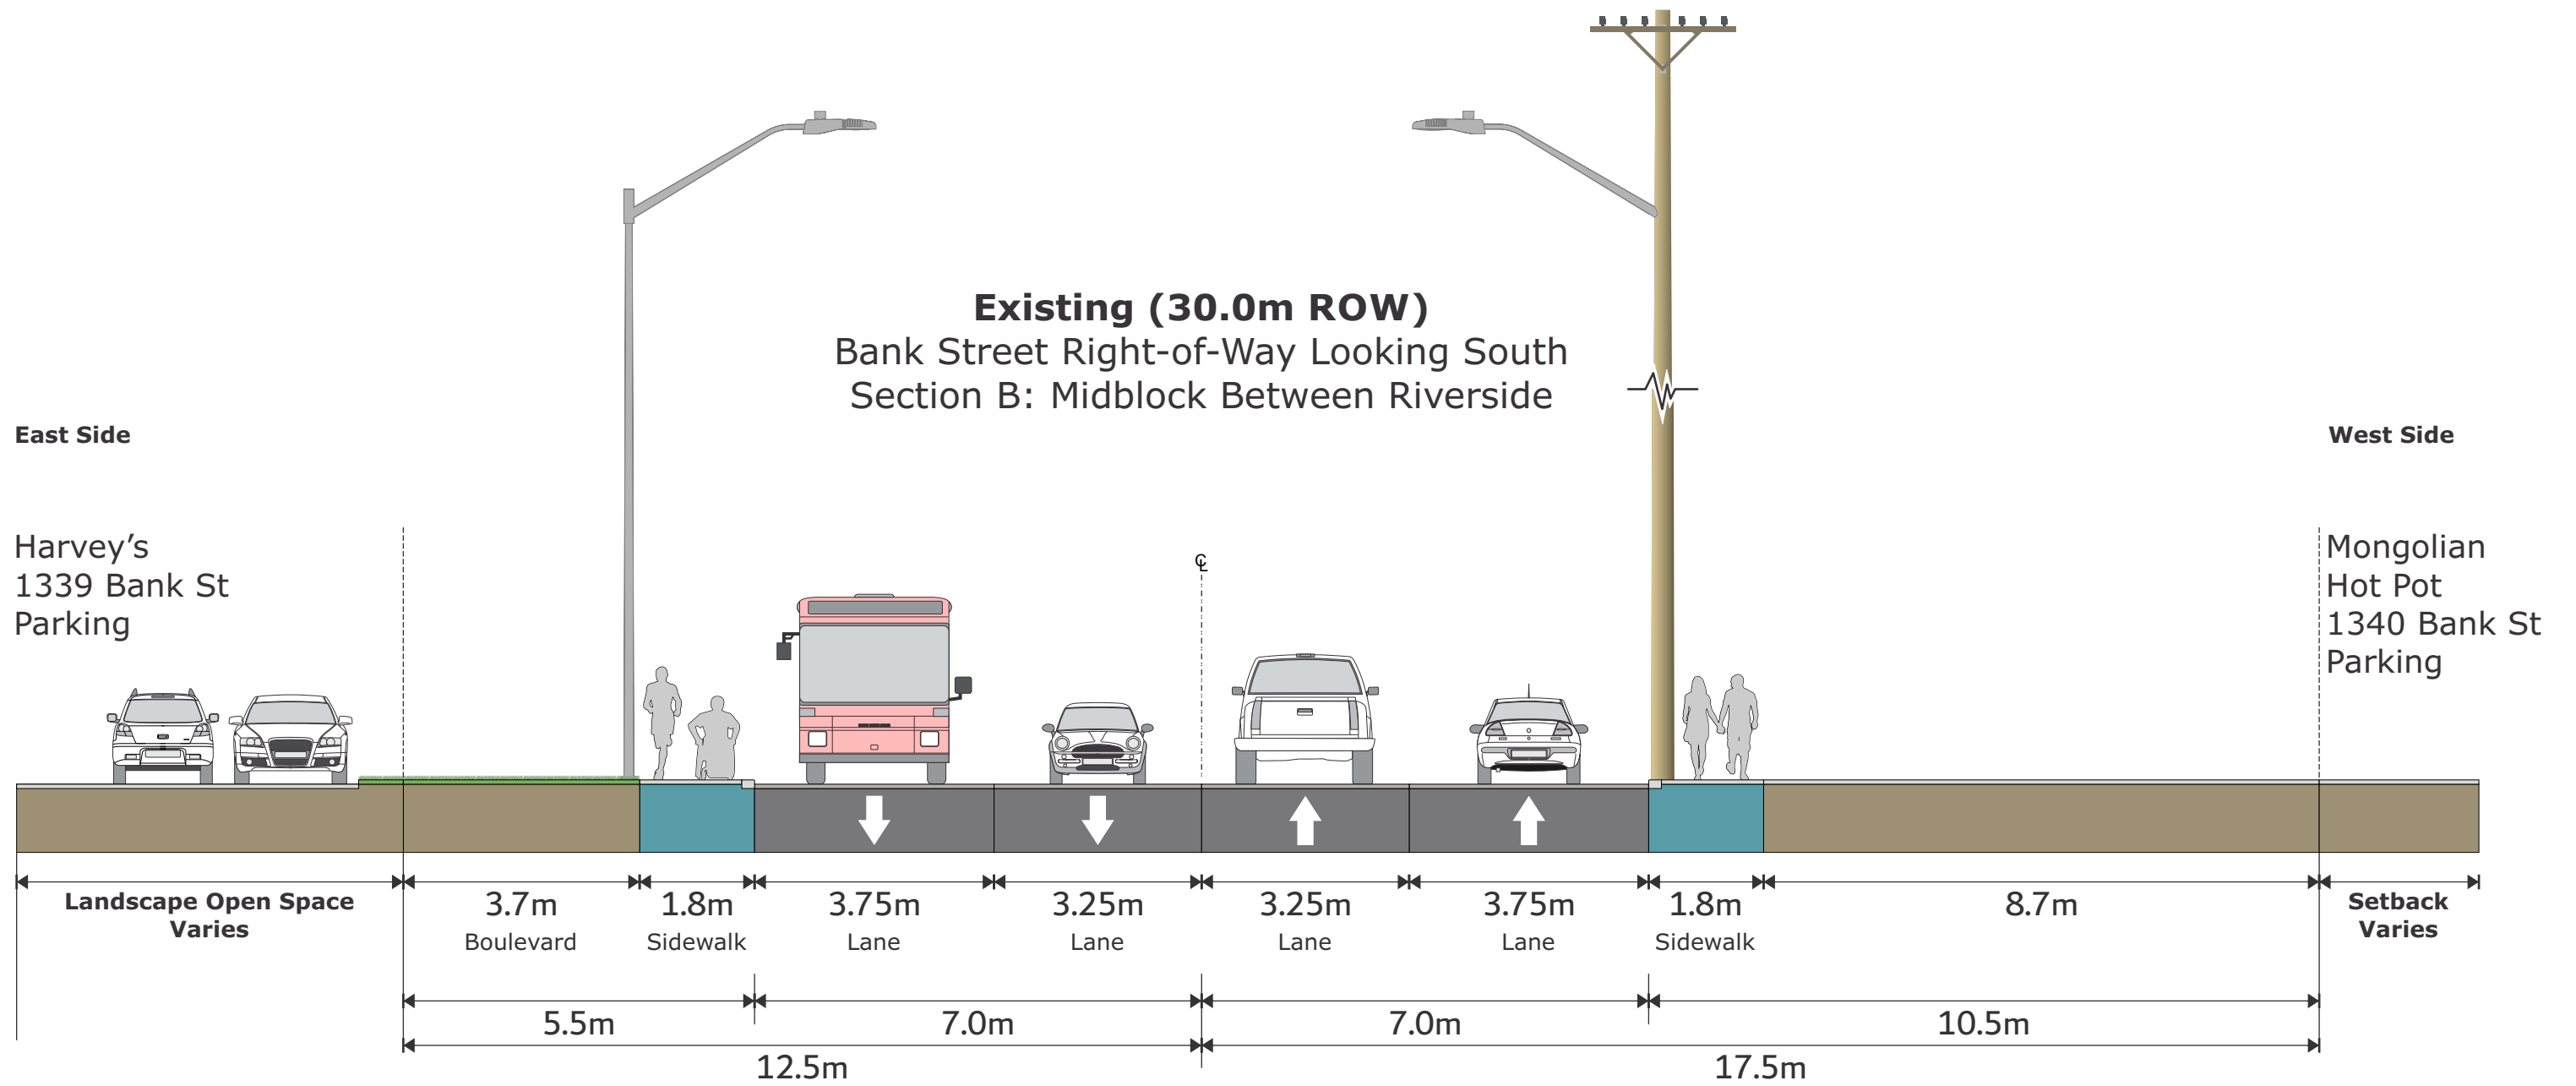 Existing (30.0m ROW)
Bank Street Right-of-Way Looking South
Section B: Midblock Between Riverside
East Side
West Side
Harvey’s
1339 Bank St
Parking
℄
Mongolian
Hot Pot
1340 Bank St
Parking
Landscape Open Space
Varies
3.7m
Boulevard
1.8m
Sidewalk
3.75m
Lane
3.25m
Lane
3.25m
Lane
3.75m
Lane
1.8m
Sidewalk
8.7m
Setback
Varies
5.5m
7.0m
7.0m
10.5m
12.5m
17.5m